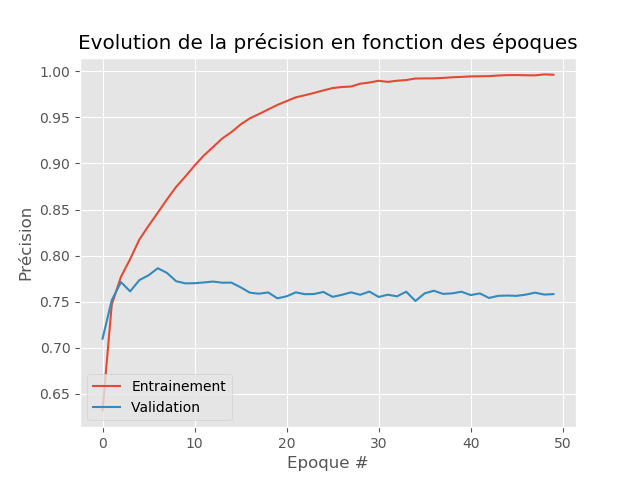 Evolution de la précision en fonction des époques
1.00
0.95
0.90
0.85
0.80
0.75
0.70
0.65
Précision
Entrainement
Validation
0 10 20 30 40 50
Epoque #